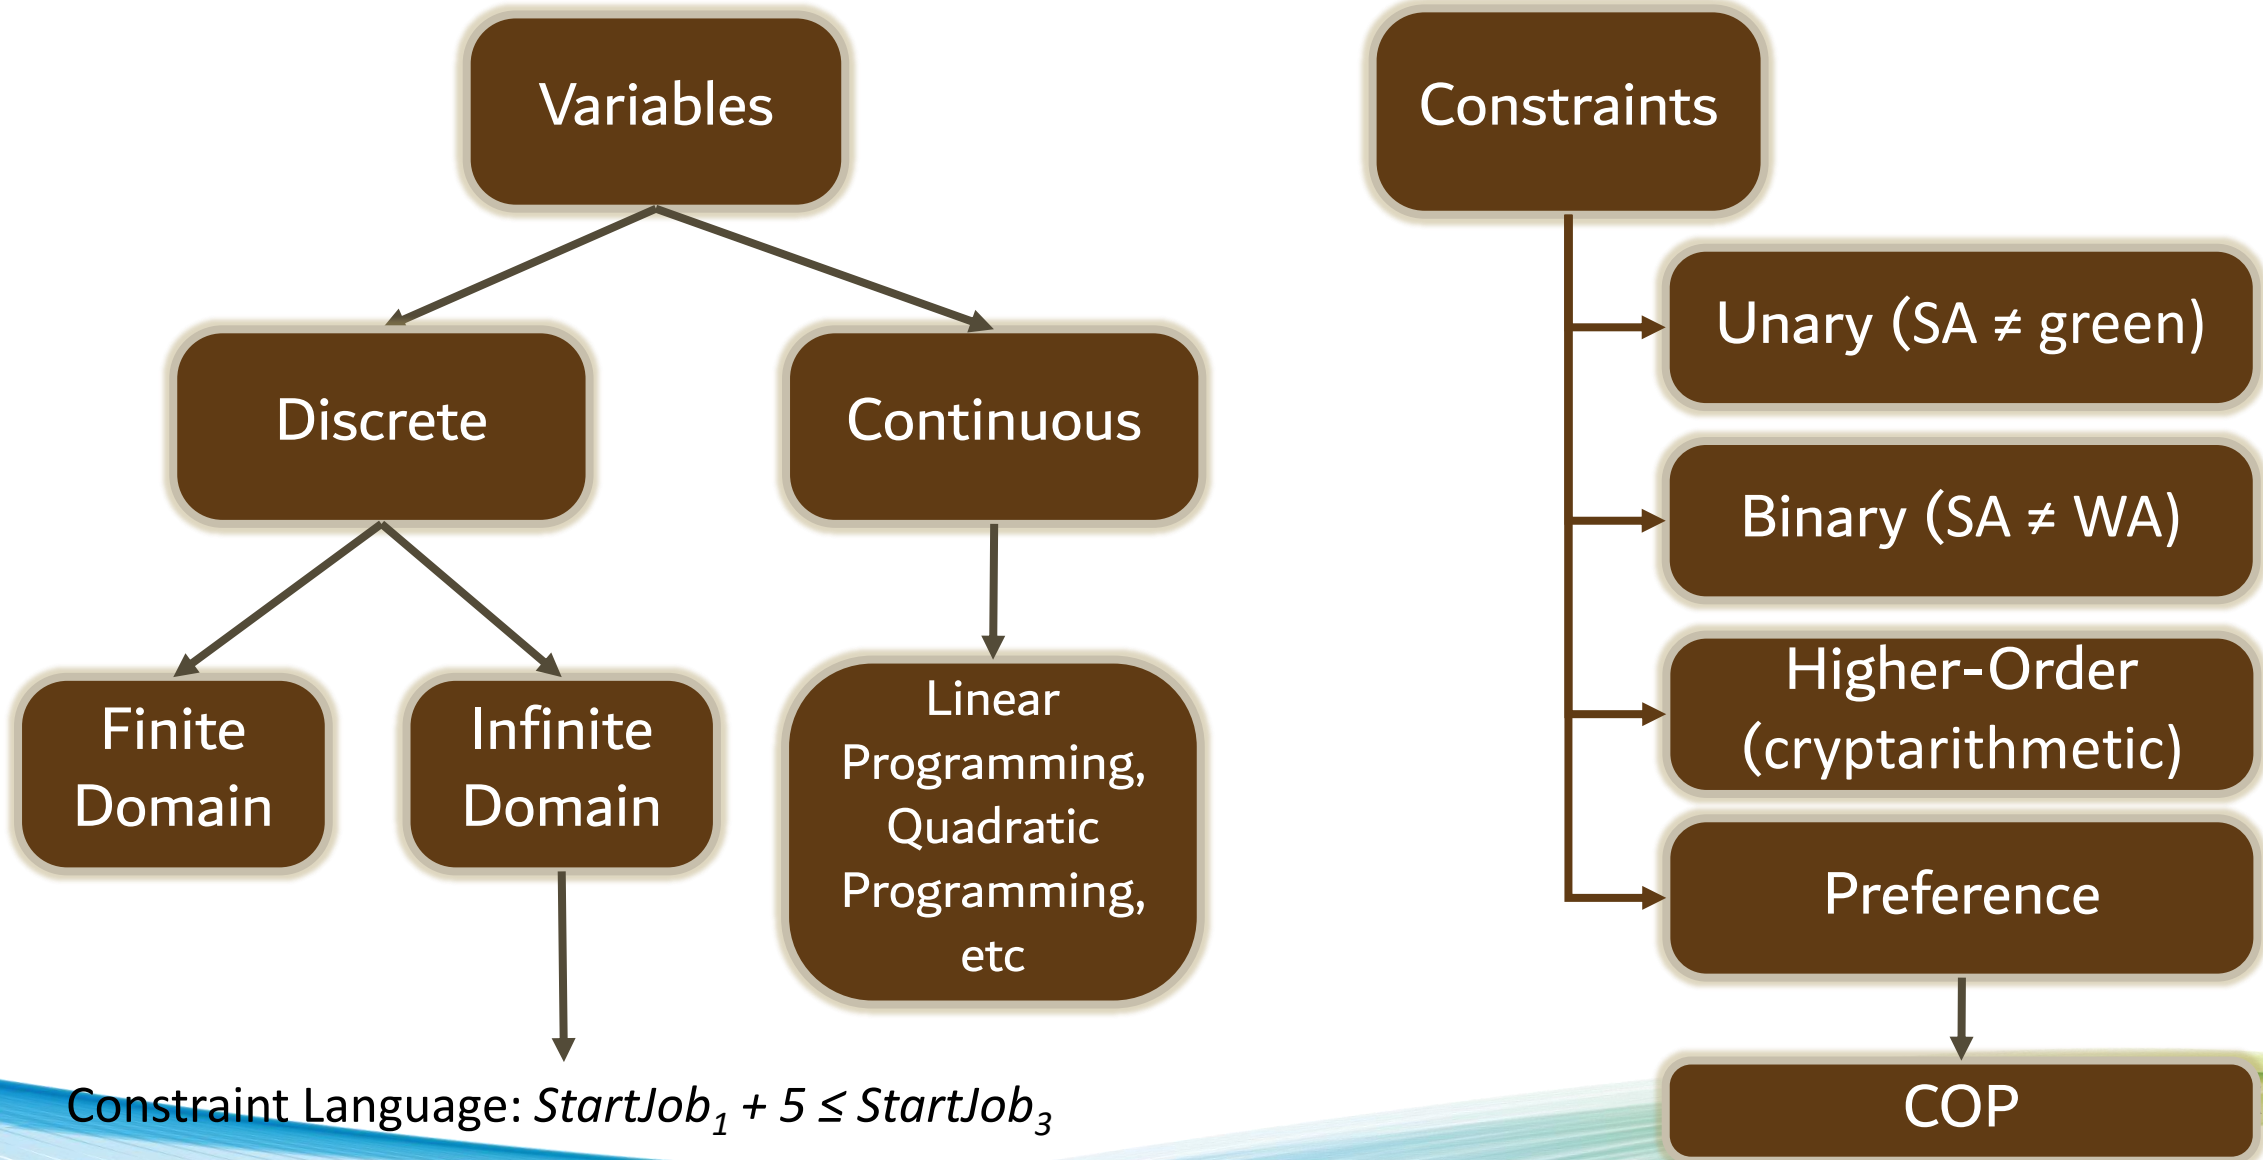 Variables
Discrete
Continuous
Finite
Domain
Infinite
Domain
Linear
Programming,
Quadratic
Programming,
etc
Constraint Language: StartJob₁ + 5 ≤ StartJob₃
Constraints
Unary (SA ≠ green)
Binary (SA ≠ WA)
Higher-Order
(cryptarithmetic)
Preference
COP